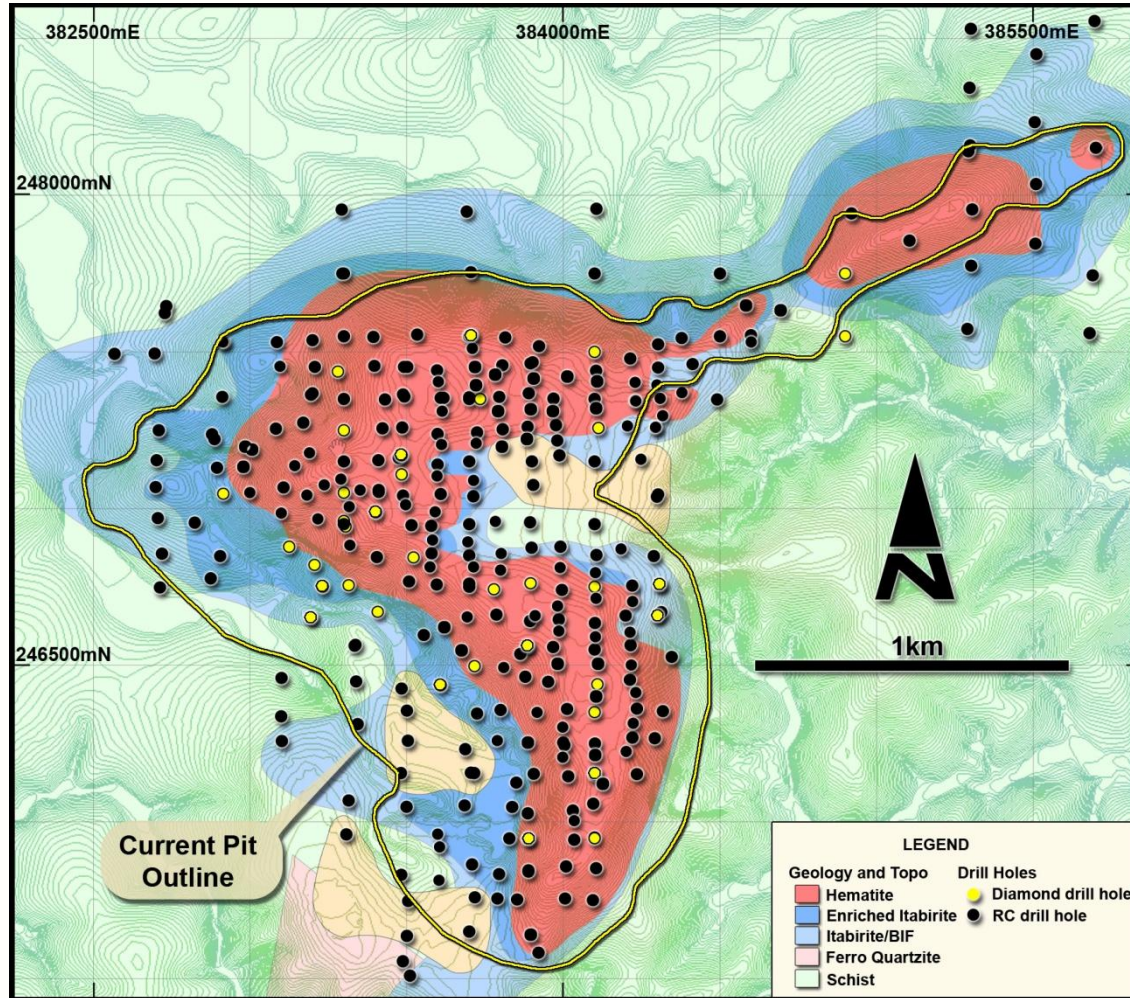 382500mE
384000mE
385500mE
248000mN
246500mN
N
1km
Current Pit
Outline
LEGEND
Geology and Topo
Drill Holes
Hematite
Diamond drill hole
Enriched Itabirite
RC drill hole
Itabirite/BIF
Ferro Quartzite
Schist